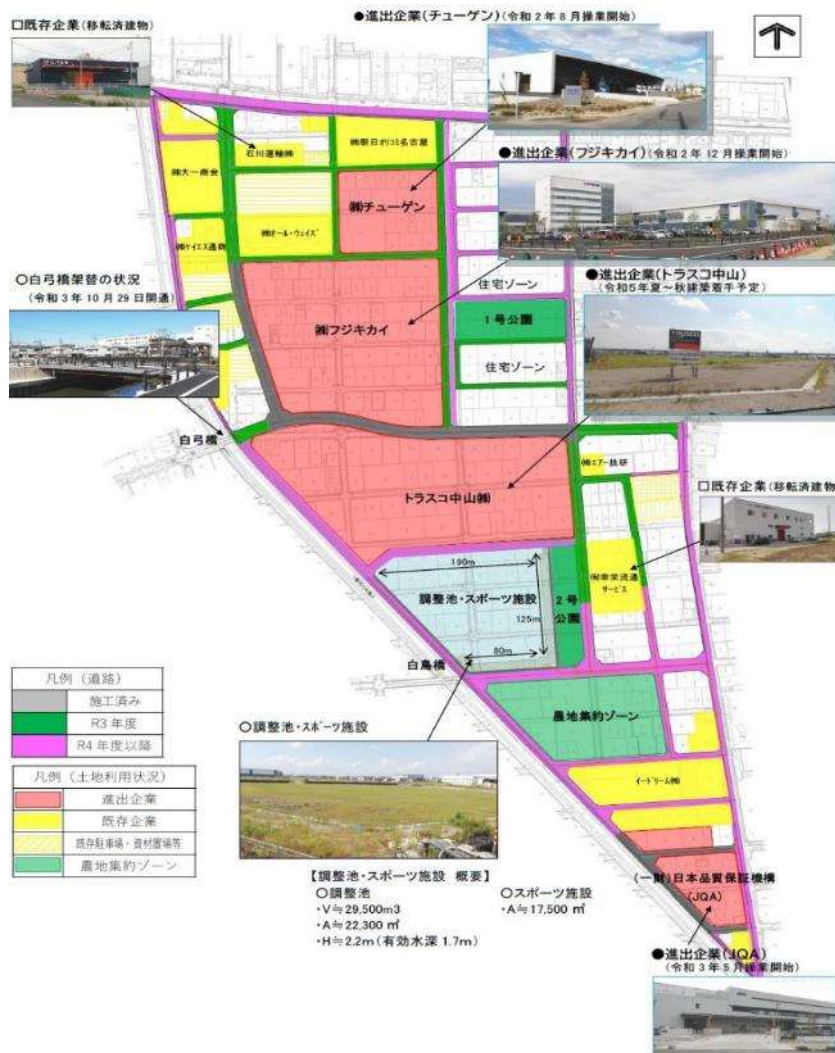 □既存企業(移転済建物)
●進出企業(チューゲン)(令和2年8月操業開始)
石川運輸㈱
㈱朝日オリコミ名古屋
㈱大一商会
㈱チューゲン
●進出企業(フジキカイ)(令和2年12月操業開始)
㈱オール・ウェイズ
㈱ケイエス通商
○白弓橋架替の状況
(令和3年10月29日開通)
住宅ゾーン
●進出企業(トラスコ中山)
(令和5年夏~秋建築着手予定)
㈱フジキカイ
1号公園
住宅ゾーン
白弓橋
㈱エアー技研
トラスコ中山㈱
□既存企業(移転済建物)
190m
調整池・スポーツ施設
125m
2号
公園
㈲幸栄流通
サービス
80m
白鳥橋
凡例(道路)
施工済み
R3年度
R4年度以降
農地集約ゾーン
○調整池・スポーツ施設
凡例(土地利用状況)
進出企業
既存企業
既存駐車場・資材置場等
農地集約ゾーン
イードリーム㈱
【調整池・スポーツ施設 概要】
○調整池
・V≒29,500m3
・A≒22,300㎡
・H≒2.2m(有効水深1.7m)
○スポーツ施設
・A≒17,500㎡
(一財)日本品質保証機構
(JQA)
●進出企業(JQA)
(令和3年5月操業開始)